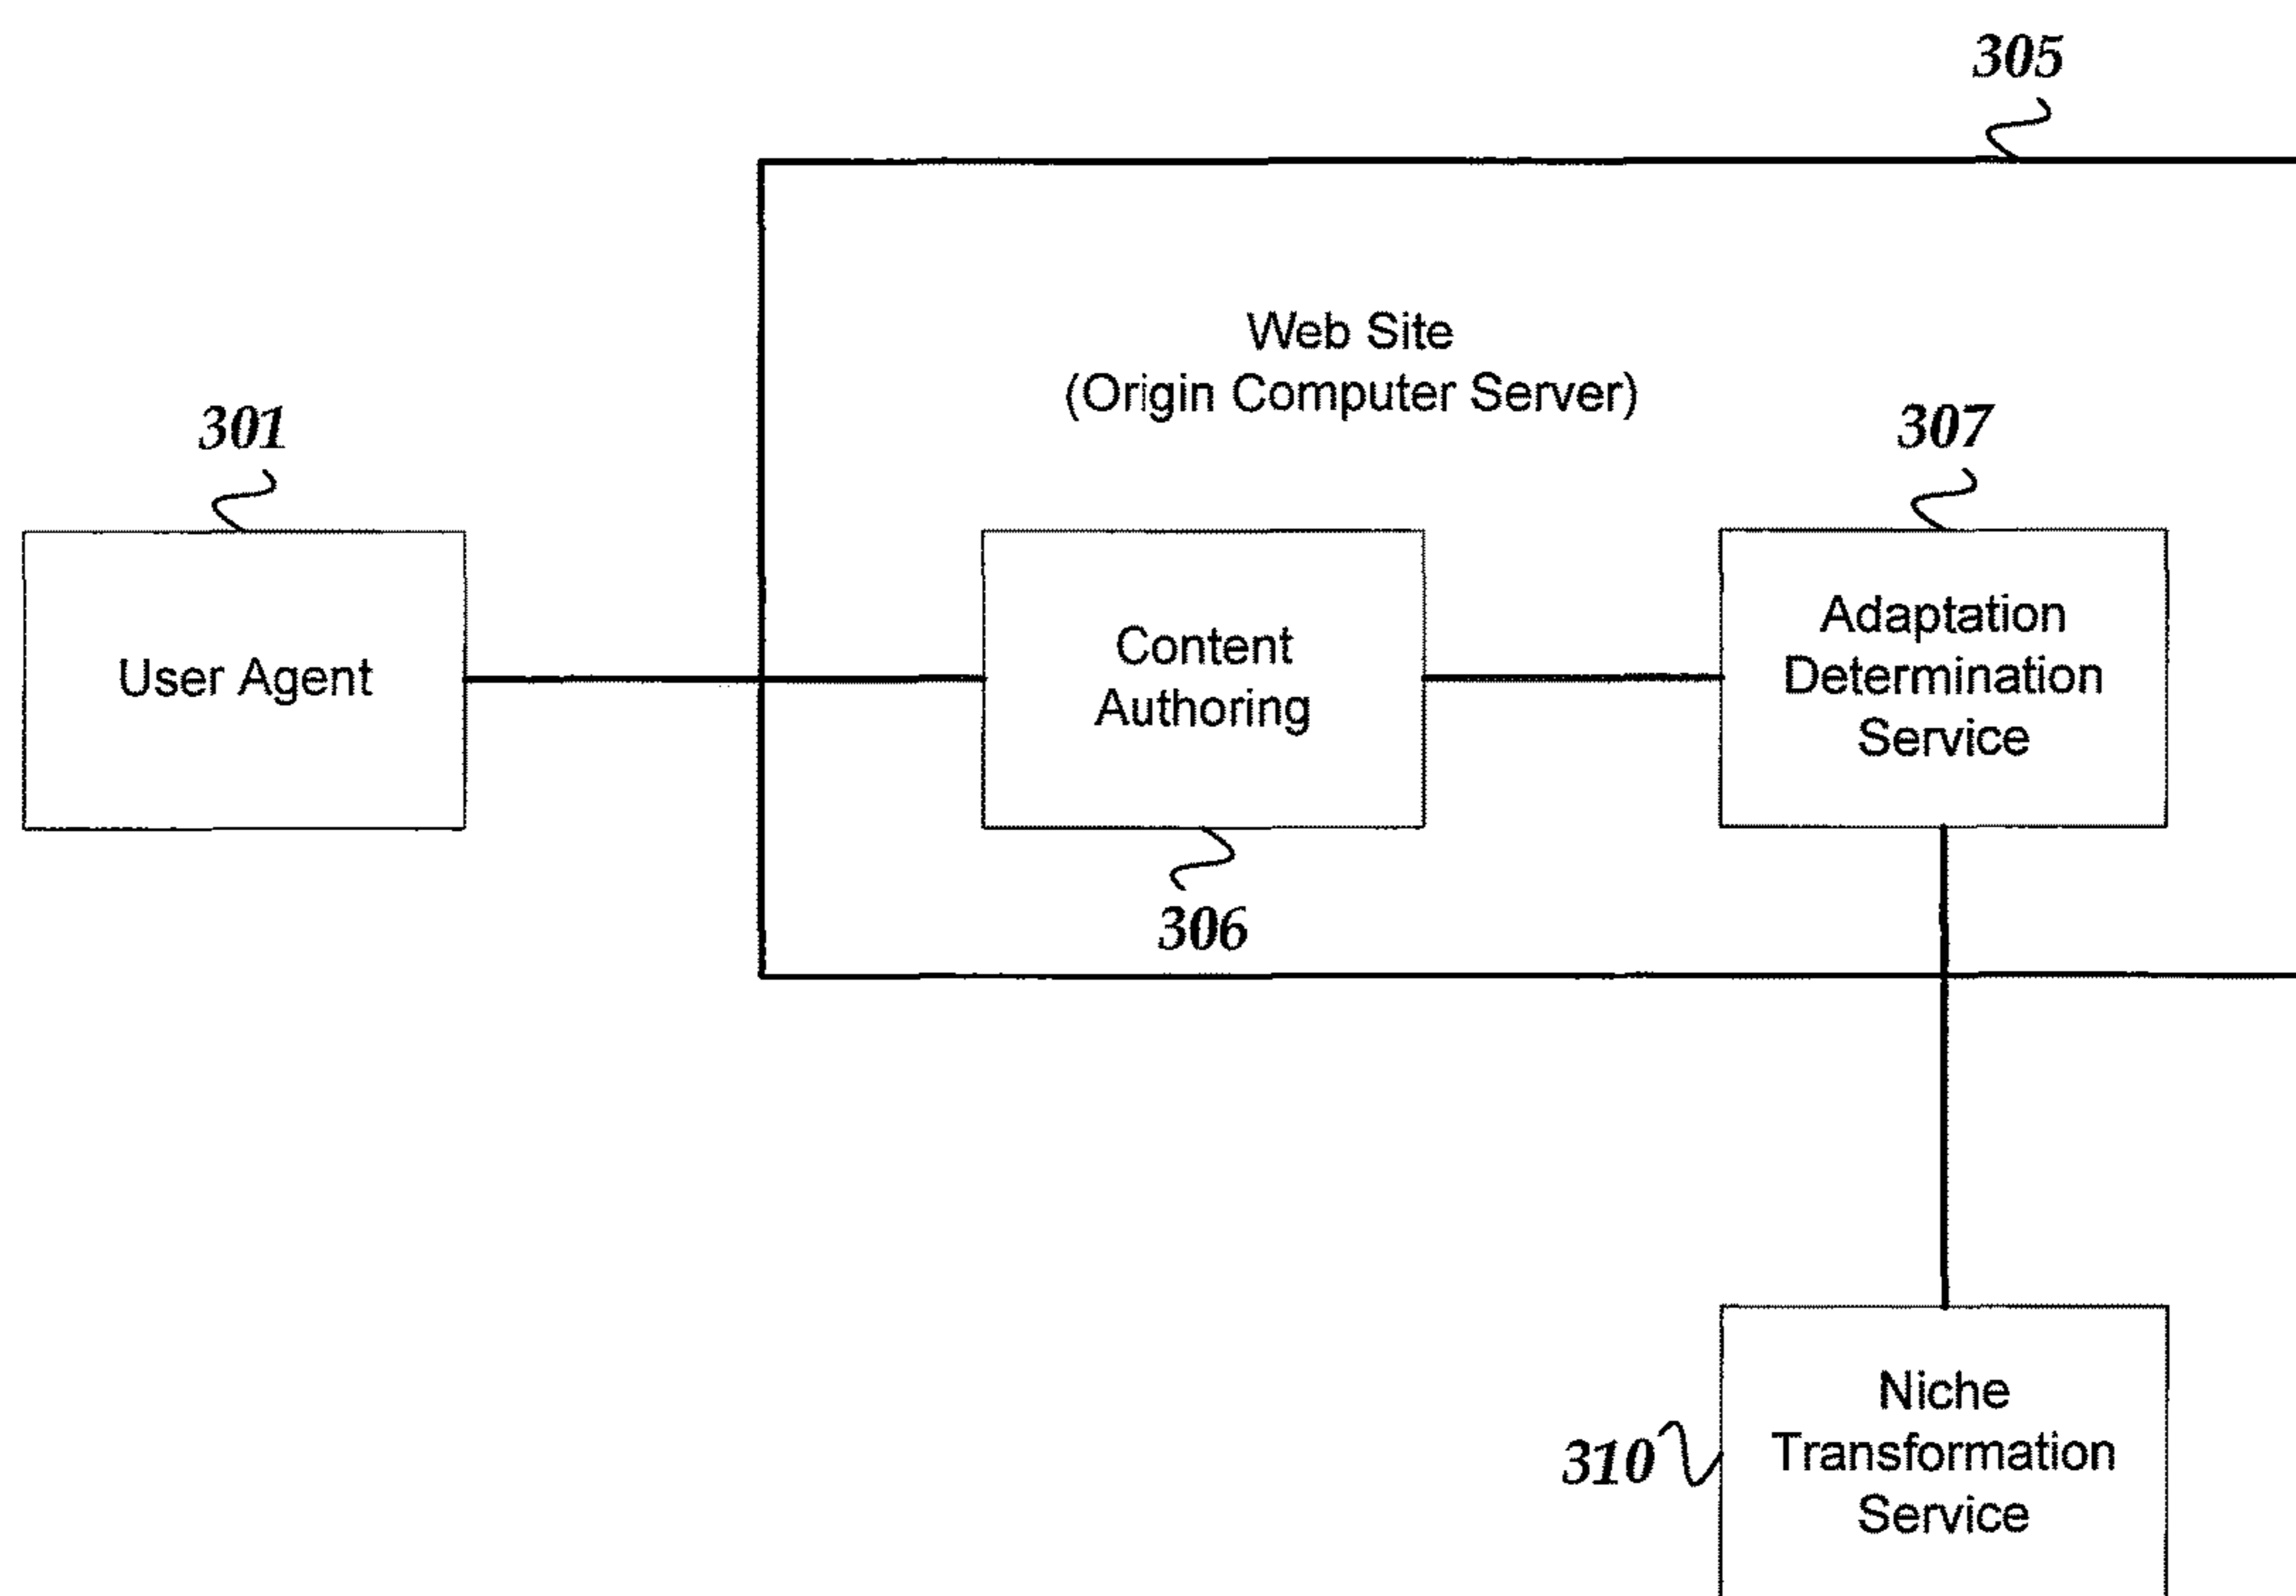 305
Web Site
(Origin Computer Server)
301
307
User Agent
Content
Authoring
Adaptation
Determination
Service
306
310
Niche
Transformation
Service